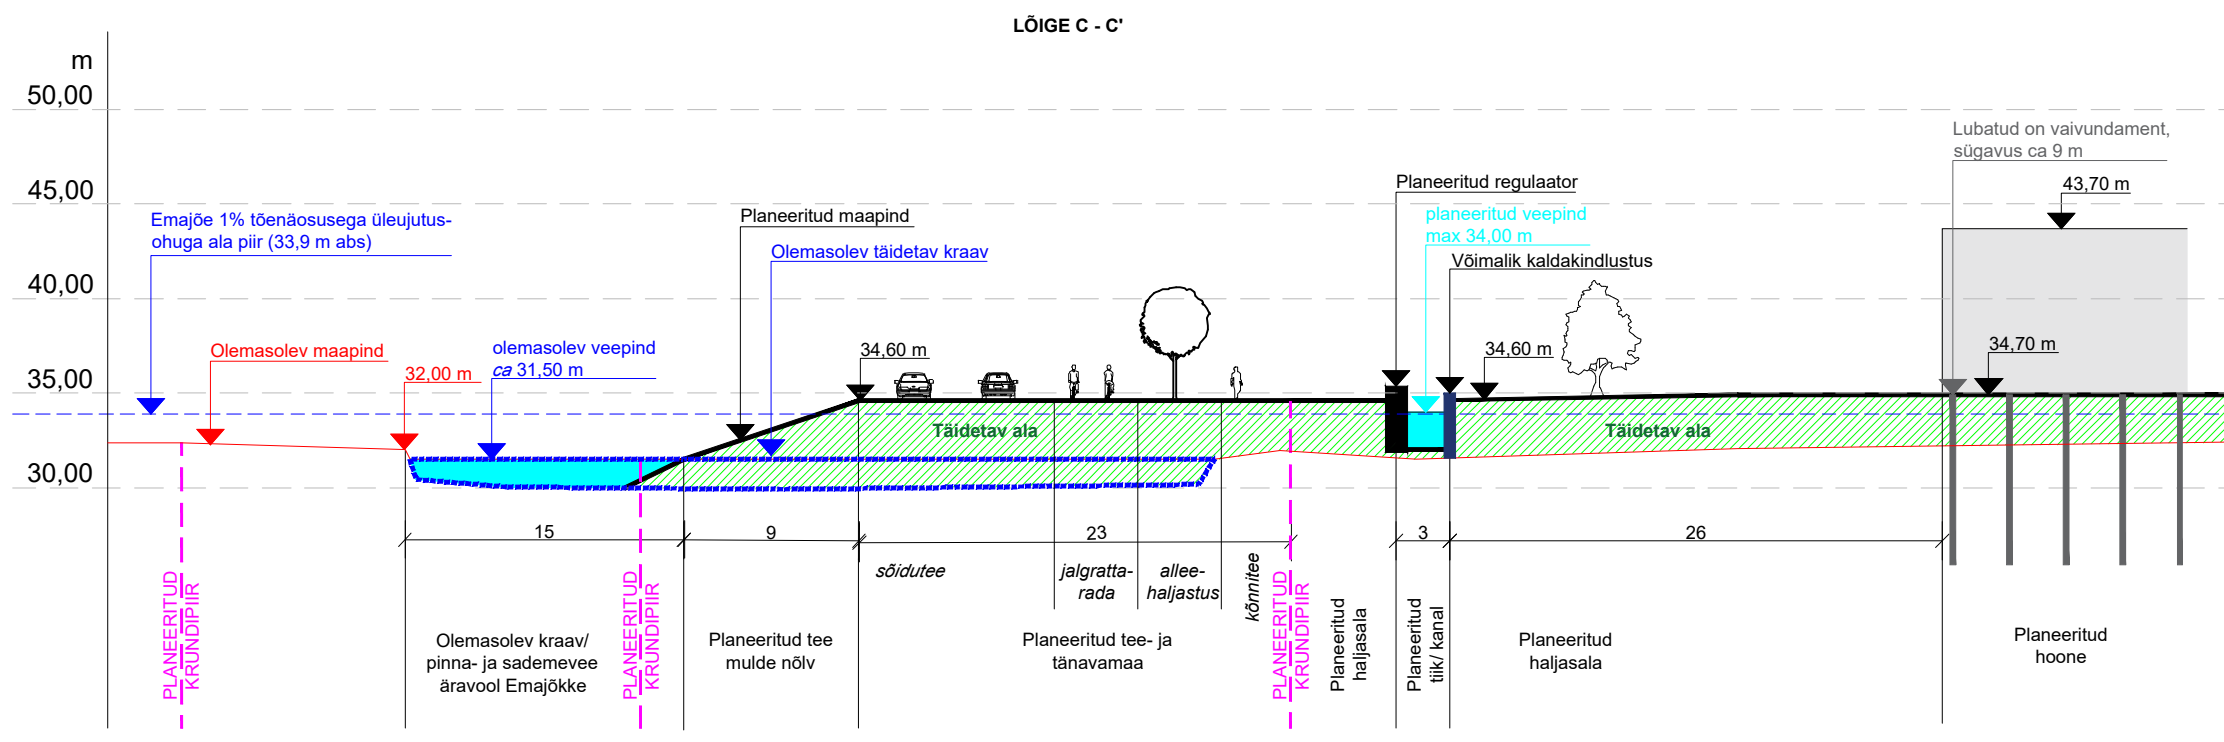 LÕIGE C - C'
m
50,00
45,00
40,00
35,00
30,00
Emajõe 1% tõenäosusega üleujutus-
ohuga ala piir (33,9 m abs)
Olemasolev maapind
32,00 m
olemasolev veepind
ca 31,50 m
Planeeritud maapind
Olemasolev täidetav kraav
34,60 m
Täidetav ala
Planeeritud regulaator
planeeritud veepind
max 34,00 m
Võimalik kaldakindlustus
34,60 m
Täidetav ala
Lubatud on vaivundament,
sügavus ca 9 m
43,70 m
34,70 m
15
9
23
3
26
sõidutee
jalgratta-
rada
allee-
haljastus
kõnnitee
PLANEERITUD
KRUNDIPIIR
Olemasolev kraav/
pinna- ja sademevee
äravool Emajõkke
PLANEERITUD
KRUNDIPIIR
Planeeritud tee
mulde nõlv
Planeeritud tee- ja
tänavamaa
PLANEERITUD
KRUNDIPIIR
Planeeritud
haljasala
Planeeritud
tiik/ kanal
Planeeritud
haljasala
Planeeritud
hoone